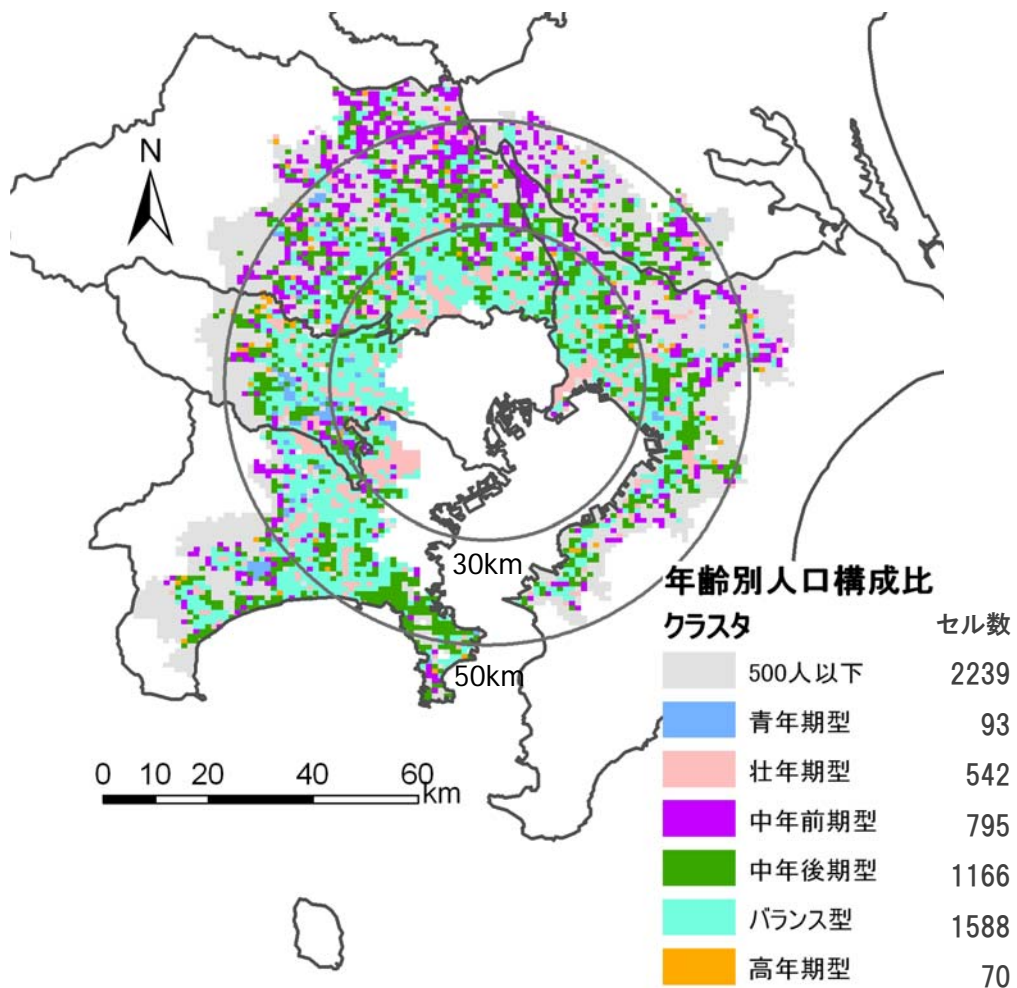 N
30km
50km
0 10 20 40 60
km
年齢別人口構成比
クラスタ セル数
500人以下 2239
青年期型 93
壮年期型 542
中年前期型 795
中年後期型 1166
バランス型 1588
高年期型 70